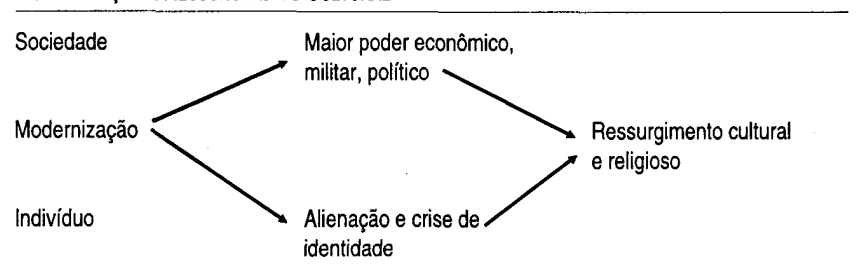 Sociedade
Maior poder econômico,
militar, político
Modernização
Ressurgimento cultural
e religioso
Indivíduo
Alienação e crise de
identidade